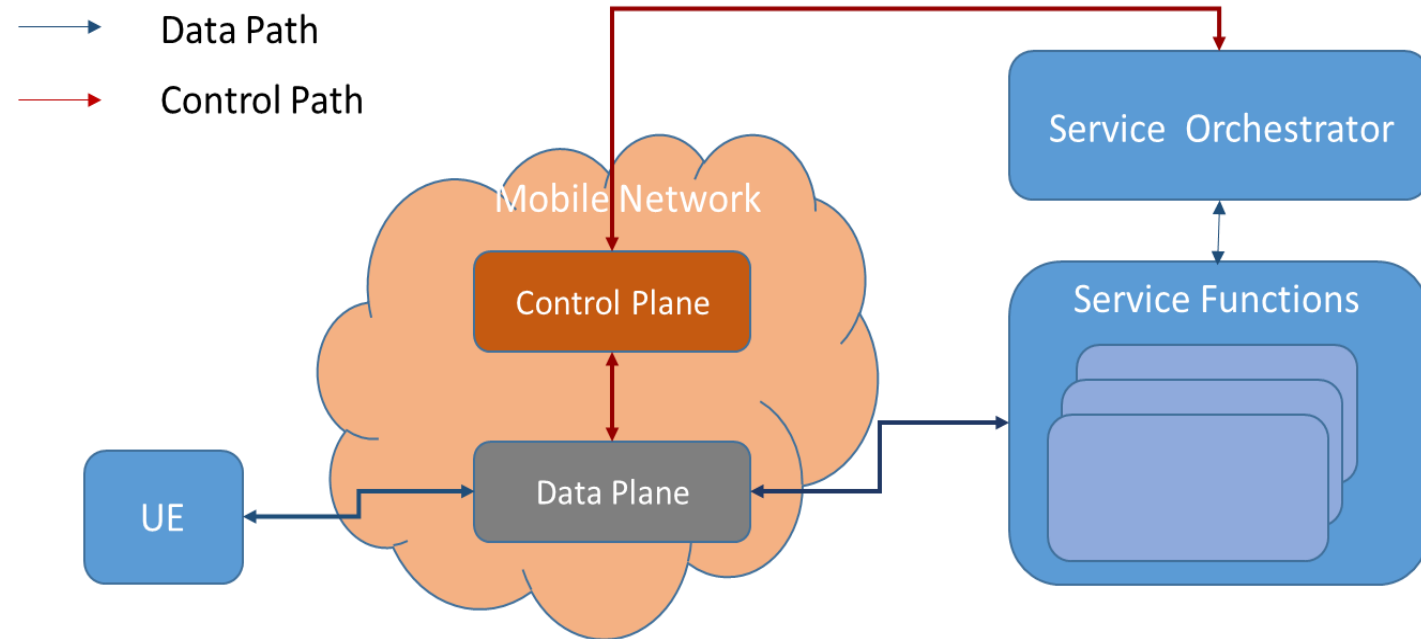 Data Path
Control Path
Service Orchestrator
Mobile Network
Service Functions
Control Plane
Data Plane
UE